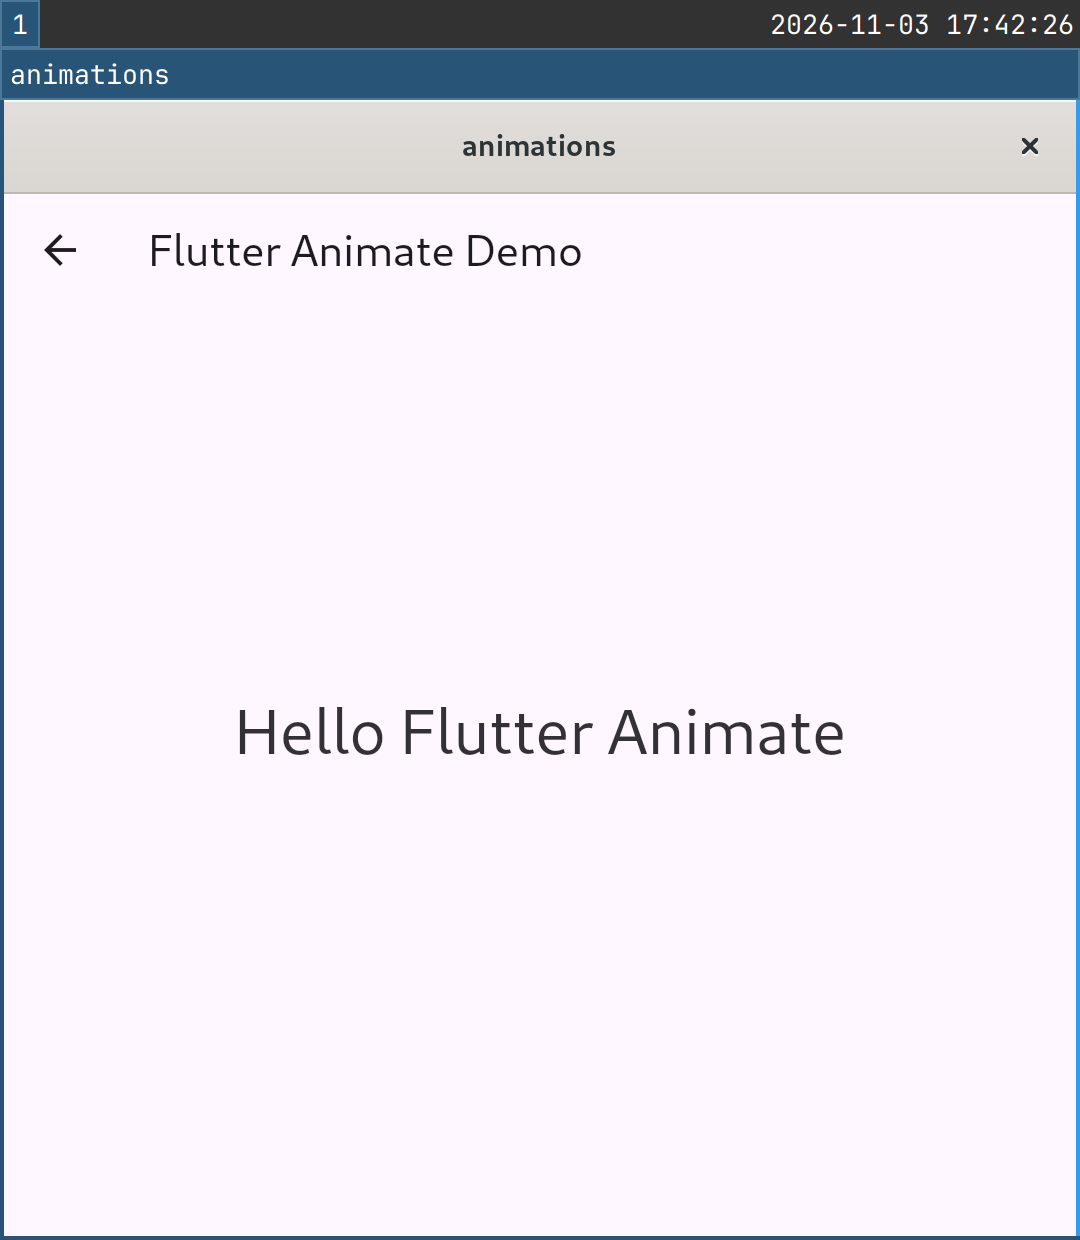 1 2026-11-03 17:42:26
animations
animations
Flutter Animate Demo
Hello Flutter Animate